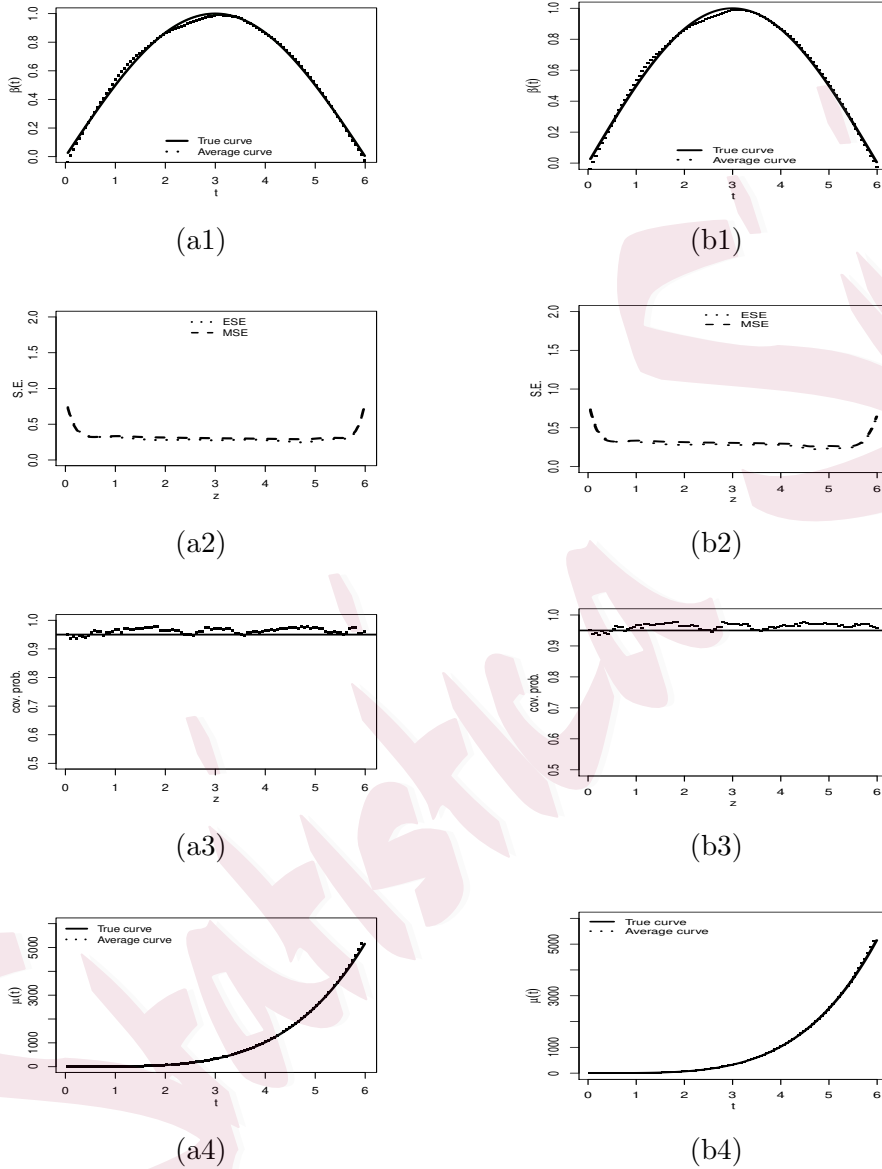 β(t)
0.0 0.2 0.4 0.6 0.8 1.0
True curve
Average curve
0 1 2 3 4 5 6
t
(a1)
β(t)
0.0 0.2 0.4 0.6 0.8 1.0
True curve
Average curve
0 1 2 3 4 5 6
t
(b1)
S.E.
0.0 0.5 1.0 1.5 2.0
ESE
MSE
0 1 2 3 4 5 6
z
(a2)
S.E.
0.0 0.5 1.0 1.5 2.0
ESE
MSE
0 1 2 3 4 5 6
z
(b2)
cov. prob.
0.5 0.6 0.7 0.8 0.9 1.0
0 1 2 3 4 5 6
z
(a3)
cov. prob.
0.5 0.6 0.7 0.8 0.9 1.0
0 1 2 3 4 5 6
z
(b3)
μ(t)
0 1000 3000 5000
True curve
Average curve
0 1 2 3 4 5 6
t
(a4)
μ(t)
0 1000 3000 5000
True curve
Average curve
0 1 2 3 4 5 6
t
(b4)
Statistica